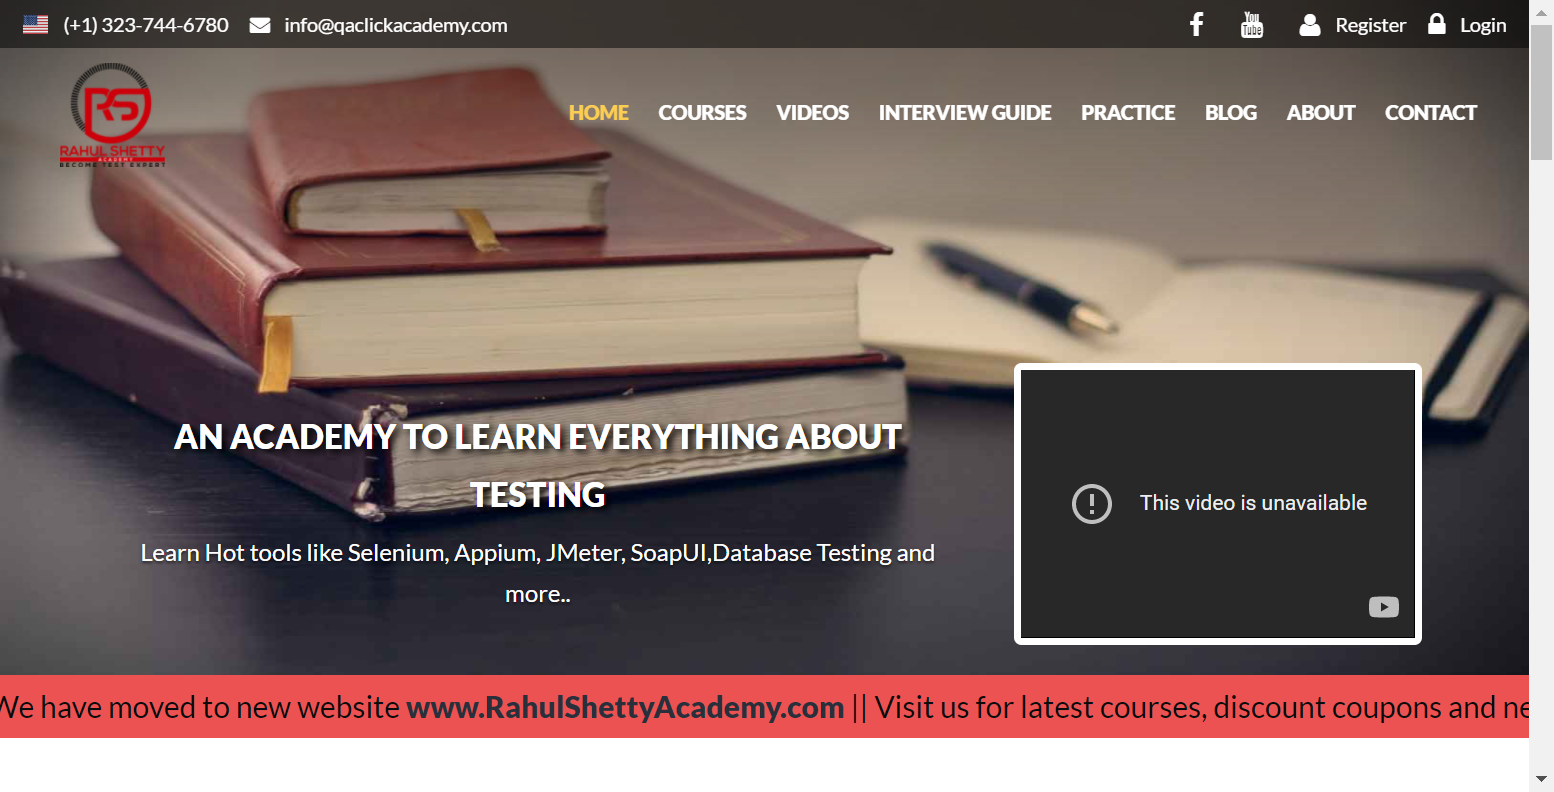 (+1) 323-744-6780 info@qaclickacademy.com You Tube Register Login
RS
RAHUL SHETTY
ACADEMY
BECOME TEST EXPERT
HOME COURSES VIDEOS INTERVIEW GUIDE PRACTICE BLOG ABOUT CONTACT
AN ACADEMY TO LEARN EVERYTHING ABOUT
TESTING
Learn Hot tools like Selenium, Appium, JMeter, SoapUI,Database Testing and
more..
This video is unavailable
We have moved to new website www.RahulShettyAcademy.com || Visit us for latest courses, discount coupons and ne